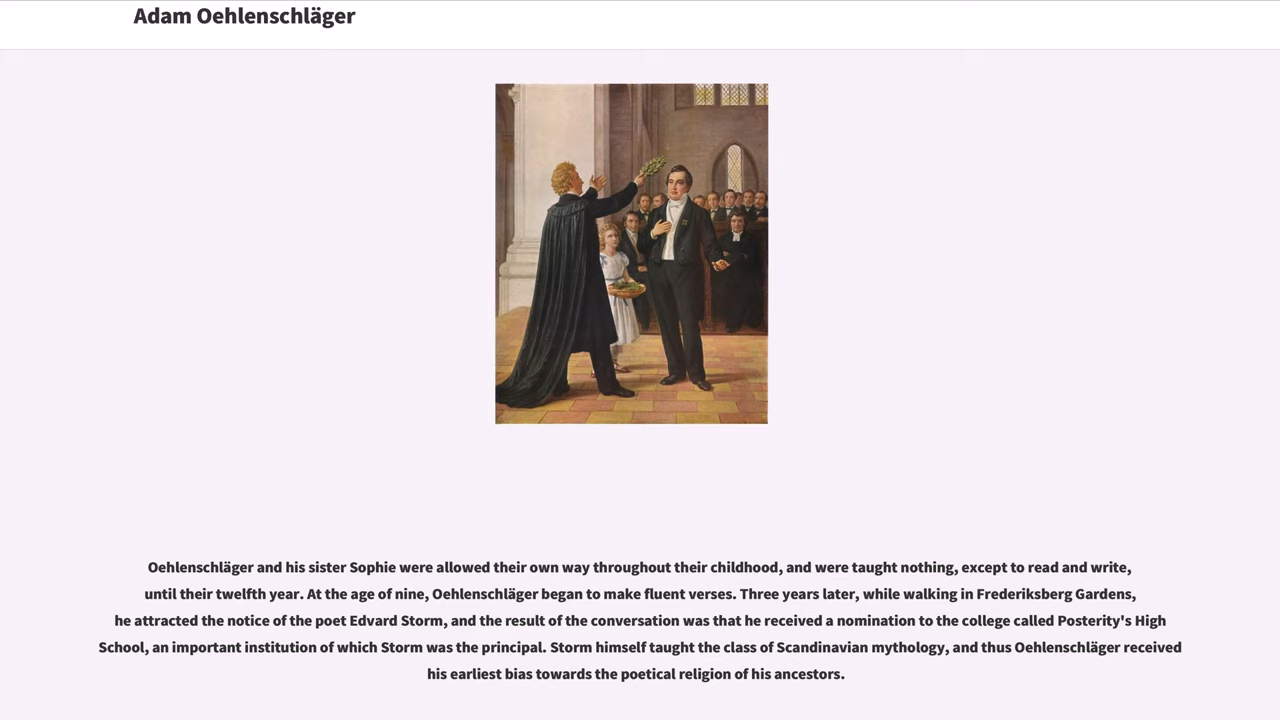 Adam Oehlenschläger
Oehlenschläger and his sister Sophie were allowed their own way throughout their childhood, and were taught nothing, except to read and write,
until their twelfth year. At the age of nine, Oehlenschläger began to make fluent verses. Three years later, while walking in Frederiksberg Gardens,
he attracted the notice of the poet Edvard Storm, and the result of the conversation was that he received a nomination to the college called Posterity's High
School, an important institution of which Storm was the principal. Storm himself taught the class of Scandinavian mythology, and thus Oehlenschläger received
his earliest bias towards the poetical religion of his ancestors.